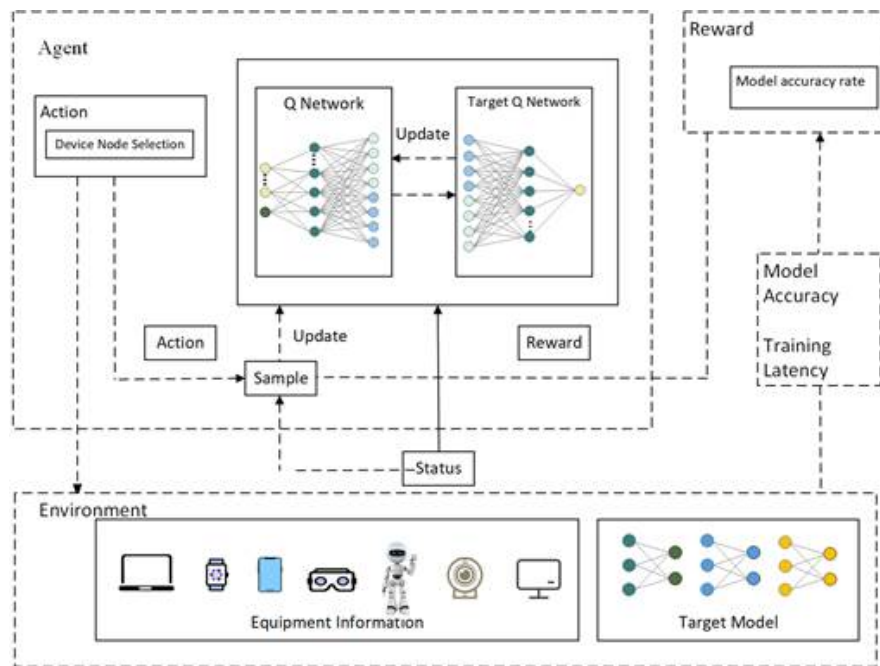 Agent
Reward
Model accuracy rate
Action
Device Node Selection
Q Network
Target Q Network
Update
Model
Accuracy
Training
Latency
Action
Update
Reward
Sample
Status
Environment
Equipment Information
Target Model